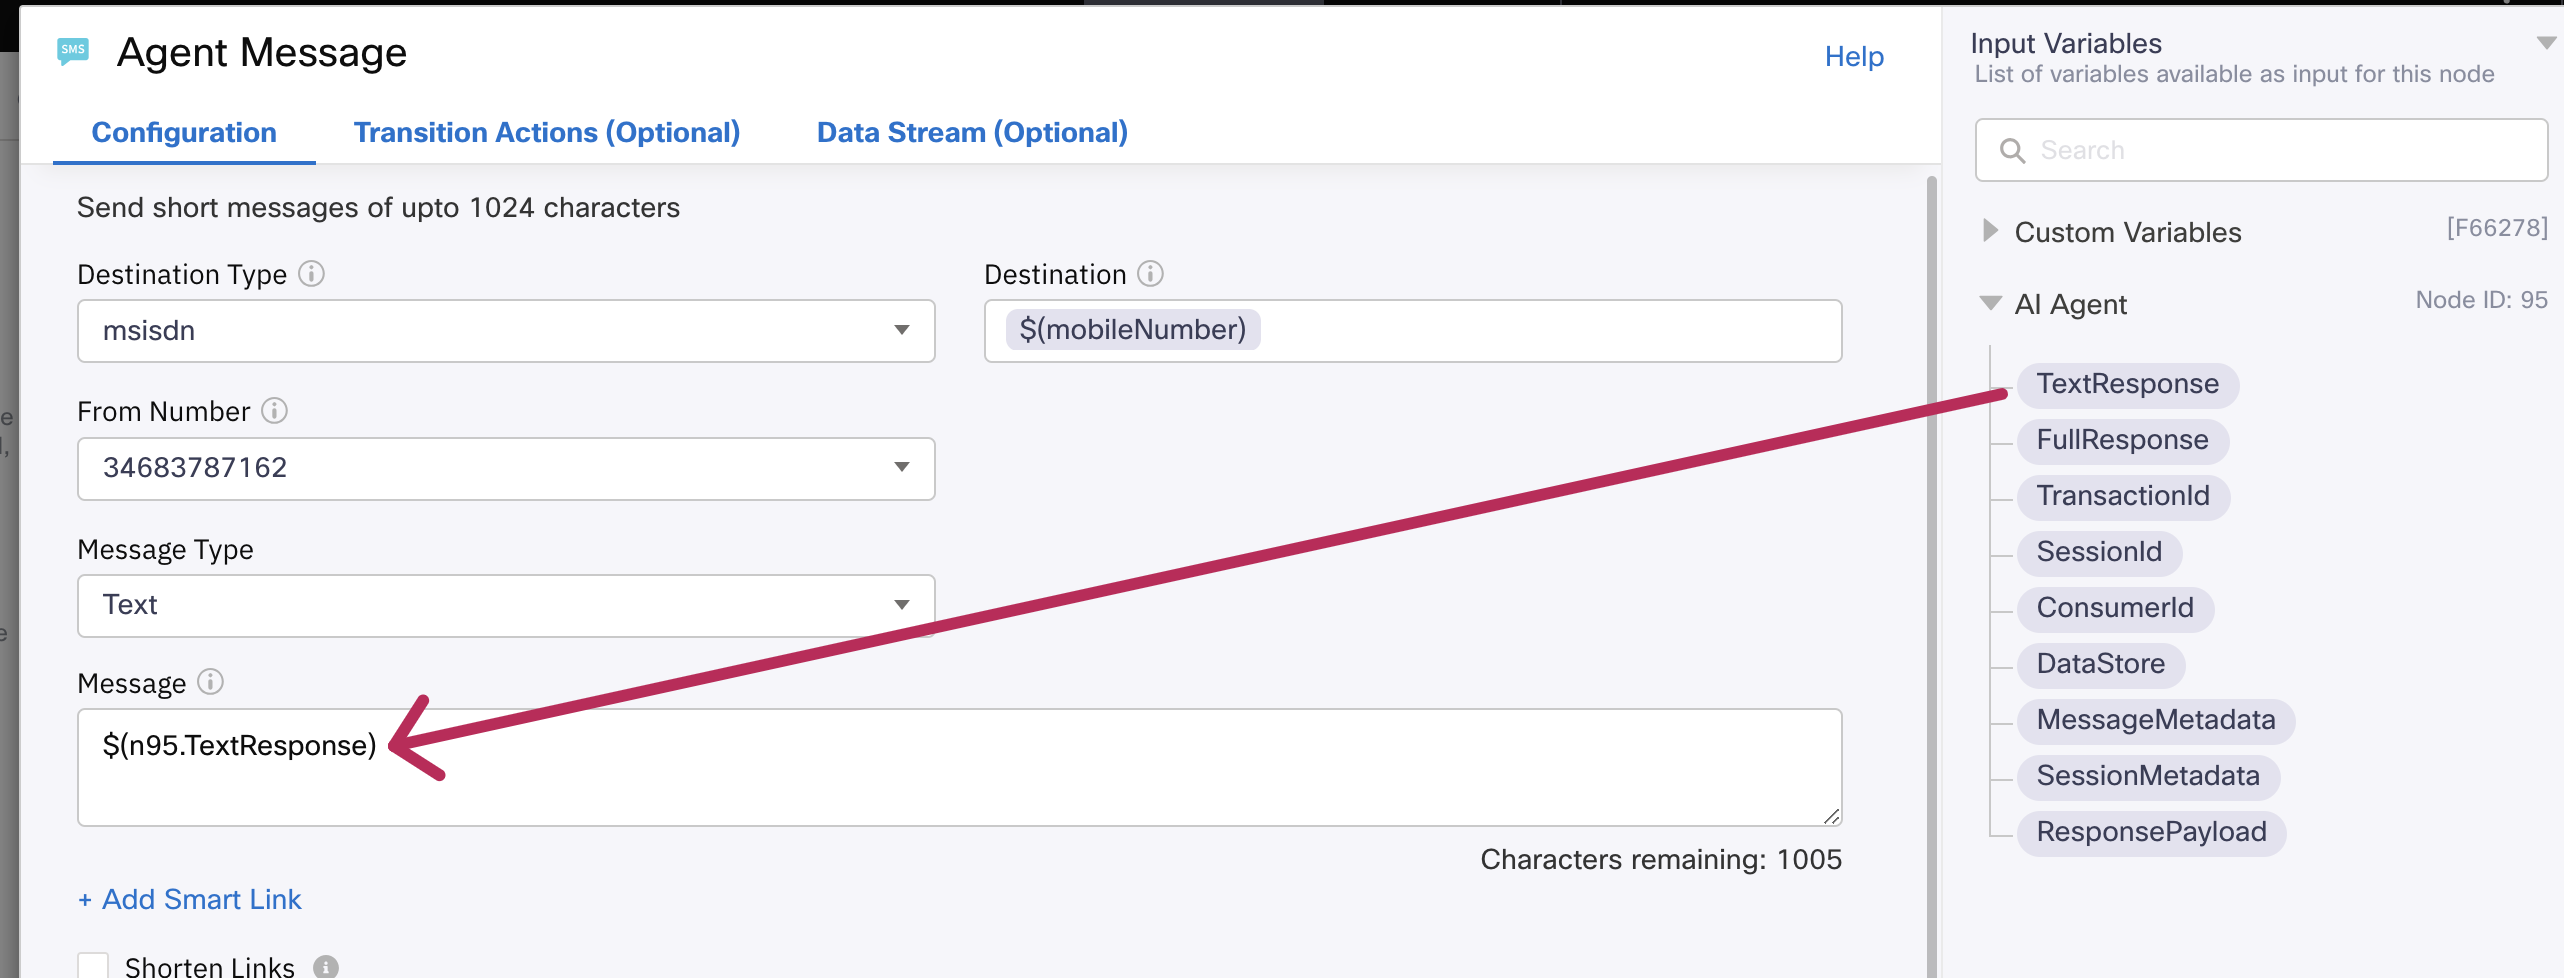 SMS
Agent Message
Help
Configuration
Transition Actions (Optional)
Data Stream (Optional)
Send short messages of upto 1024 characters
Destination Type
Destination
msisdn
$(mobileNumber)
From Number
34683787162
Message Type
Text
Message
$(n95.TextResponse)
Characters remaining: 1005
+ Add Smart Link
Shorten Links
Input Variables
List of variables available as input for this node
Search
Custom Variables
[F66278]
AI Agent
Node ID: 95
TextResponse
FullResponse
TransactionId
SessionId
ConsumerId
DataStore
MessageMetadata
SessionMetadata
ResponsePayload